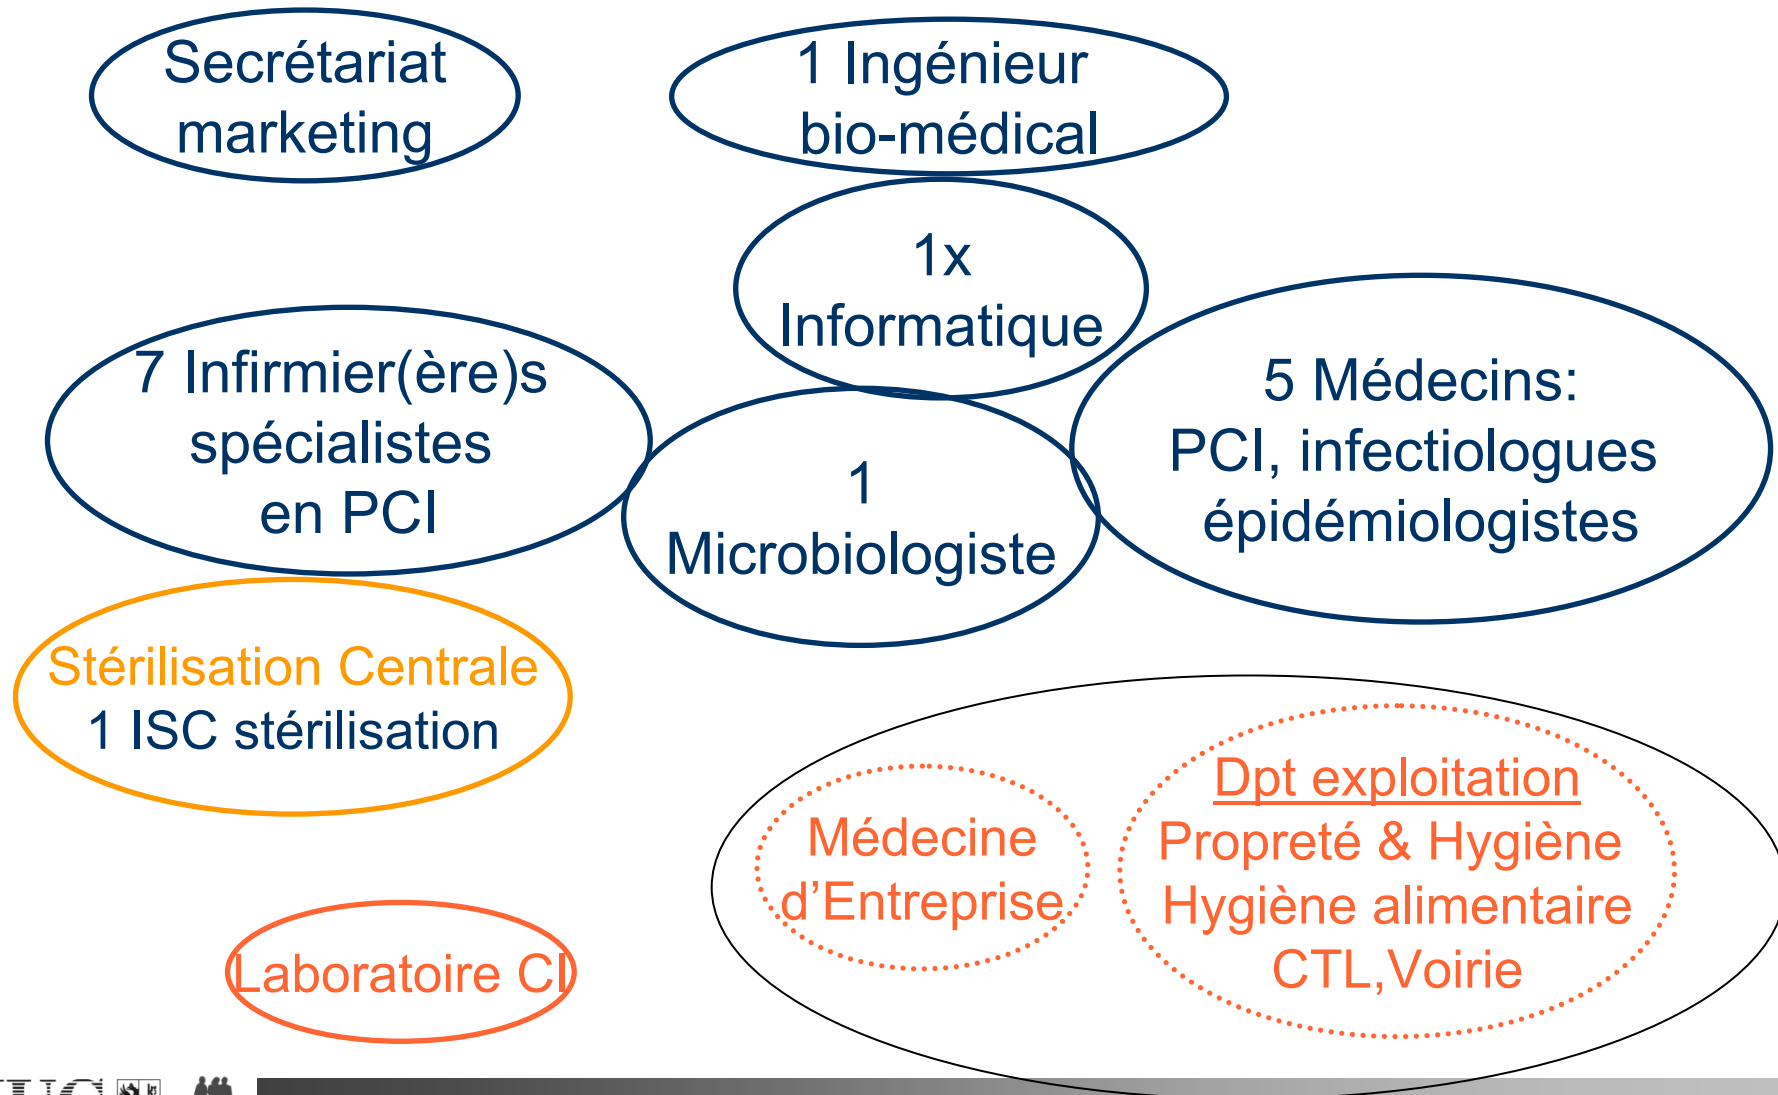 Secrétariat
marketing
1 Ingénieur
bio-médical
1x
Informatique
7 Infirmier(ère)s
spécialistes
en PCI
1
Microbiologiste
5 Médecins:
PCI, infectiologues
épidémiologistes
Stérilisation Centrale
1 ISC stérilisation
Médecine
d’Entreprise
Dpt exploitation
Propreté & Hygiène
Hygiène alimentaire
CTL,Voirie
Laboratoire CI